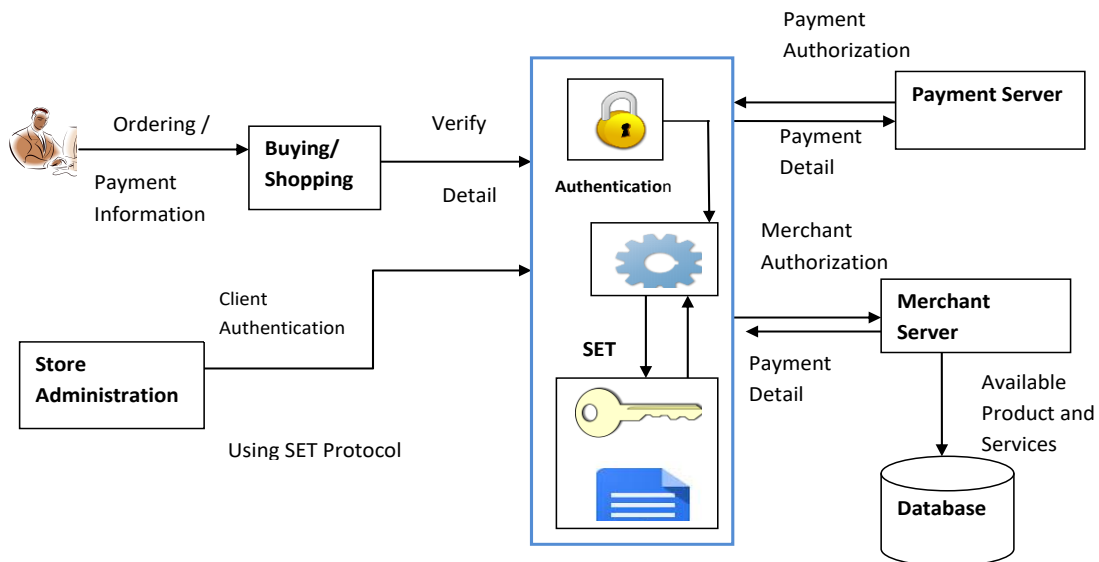 Ordering /
Payment
Information
Buying/
Shopping
Verify
Detail
Authentication
SET
Payment
Authorization
Payment Server
Payment
Detail
Merchant
Authorization
Merchant
Server
Payment
Detail
Available
Product and
Services
Database
Client
Authentication
Store
Administration
Using SET Protocol